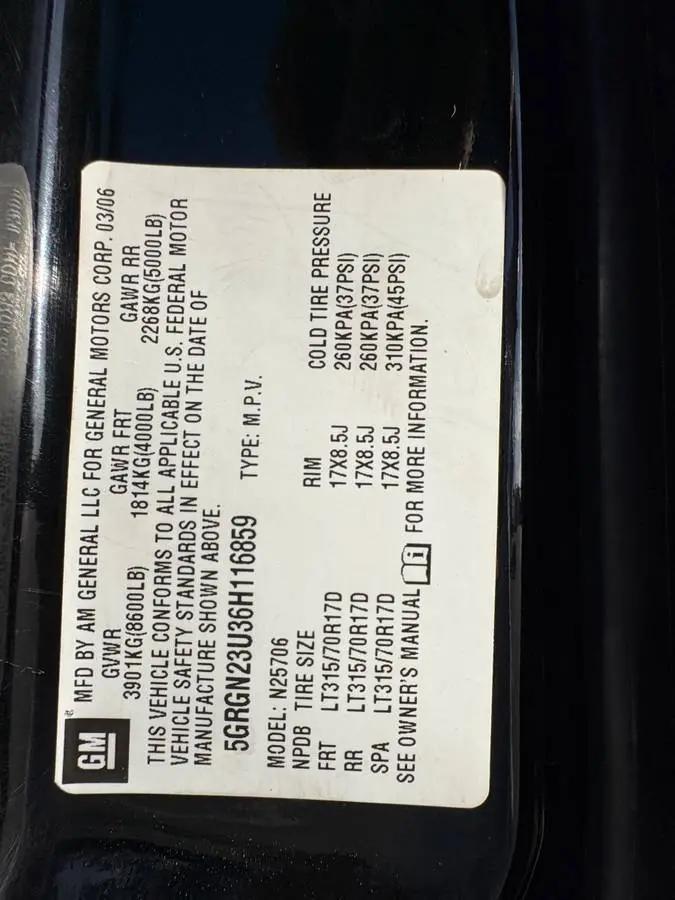 GM
MFD BY AM GENERAL LLC FOR GENERAL MOTORS CORP. 03/06
GVWR GAWR FRT GAWR RR
3901KG(8600LB) 1814KG(4000LB) 2268KG(5000LB)
THIS VEHICLE CONFORMS TO ALL APPLICABLE U.S. FEDERAL MOTOR
VEHICLE SAFETY STANDARDS IN EFFECT ON THE DATE OF
MANUFACTURE SHOWN ABOVE.
5GRGN23U36H116859 TYPE: M.P.V.
MODEL: N25706
NPDB TIRE SIZE RIM COLD TIRE PRESSURE
FRT LT315/70R17D 17X8.5J 260KPA(37PSI)
RR LT315/70R17D 17X8.5J 260KPA(37PSI)
SPA LT315/70R17D 17X8.5J 310KPA(45PSI)
SEE OWNER'S MANUAL i FOR MORE INFORMATION.